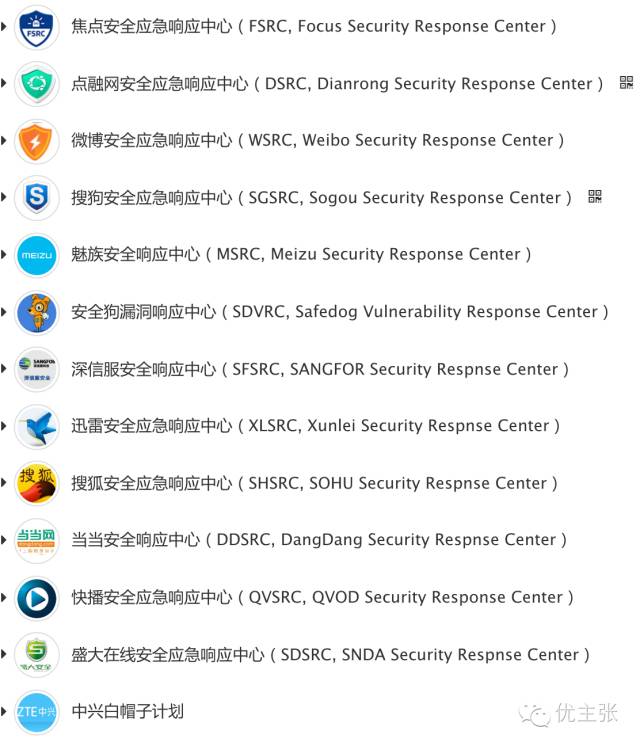 FSRC
焦点安全应急响应中心（FSRC, Focus Security Response Center）
点融网安全应急响应中心（DSRC, Dianrong Security Response Center）
微博安全应急响应中心（WSRC, Weibo Security Response Center）
S
搜狗安全应急响应中心（SGSRC, Sogou Security Response Center）
MEIZU
魅族安全响应中心（MSRC, Meizu Security Response Center）
安全狗漏洞响应中心（SDVRC, Safedog Vulnerability Response Center）
SANGFOR
深信服安全
深信服安全响应中心（SFSRC, SANGFOR Security Respnse Center）
迅雷安全应急响应中心（XLSRC, Xunlei Security Respnse Center）
搜狐
搜狐安全应急响应中心（SHSRC, SOHU Security Respnse Center）
当当网
当当安全响应中心（DDSRC, DangDang Security Respnse Center）
快播安全应急响应中心（QVSRC, QVOD Security Response Center）
S
盛大安全
盛大在线安全应急响应中心（SDSRC, SNDA Security Respnse Center）
ZTE中兴
中兴白帽子计划
优主张